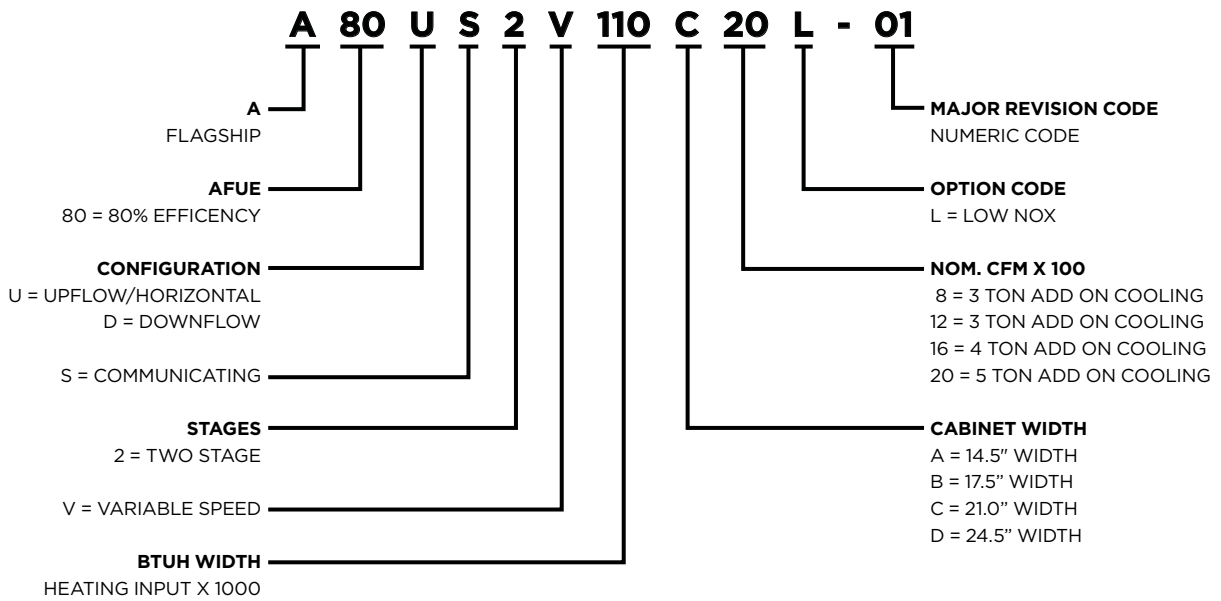 A 80 U S 2 V 110 C 20 L - 01
A
FLAGSHIP
AFUE
80 = 80% EFFICENCY
CONFIGURATION
U = UPFLOW/HORIZONTAL
D = DOWNFLOW
S = COMMUNICATING
STAGES
2 = TWO STAGE
V = VARIABLE SPEED
BTUH WIDTH
HEATING INPUT X 1000
MAJOR REVISION CODE
NUMERIC CODE
OPTION CODE
L = LOW NOX
NOM. CFM X 100
8 = 3 TON ADD ON COOLING
12 = 3 TON ADD ON COOLING
16 = 4 TON ADD ON COOLING
20 = 5 TON ADD ON COOLING
CABINET WIDTH
A = 14.5" WIDTH
B = 17.5” WIDTH
C = 21.0” WIDTH
D = 24.5” WIDTH